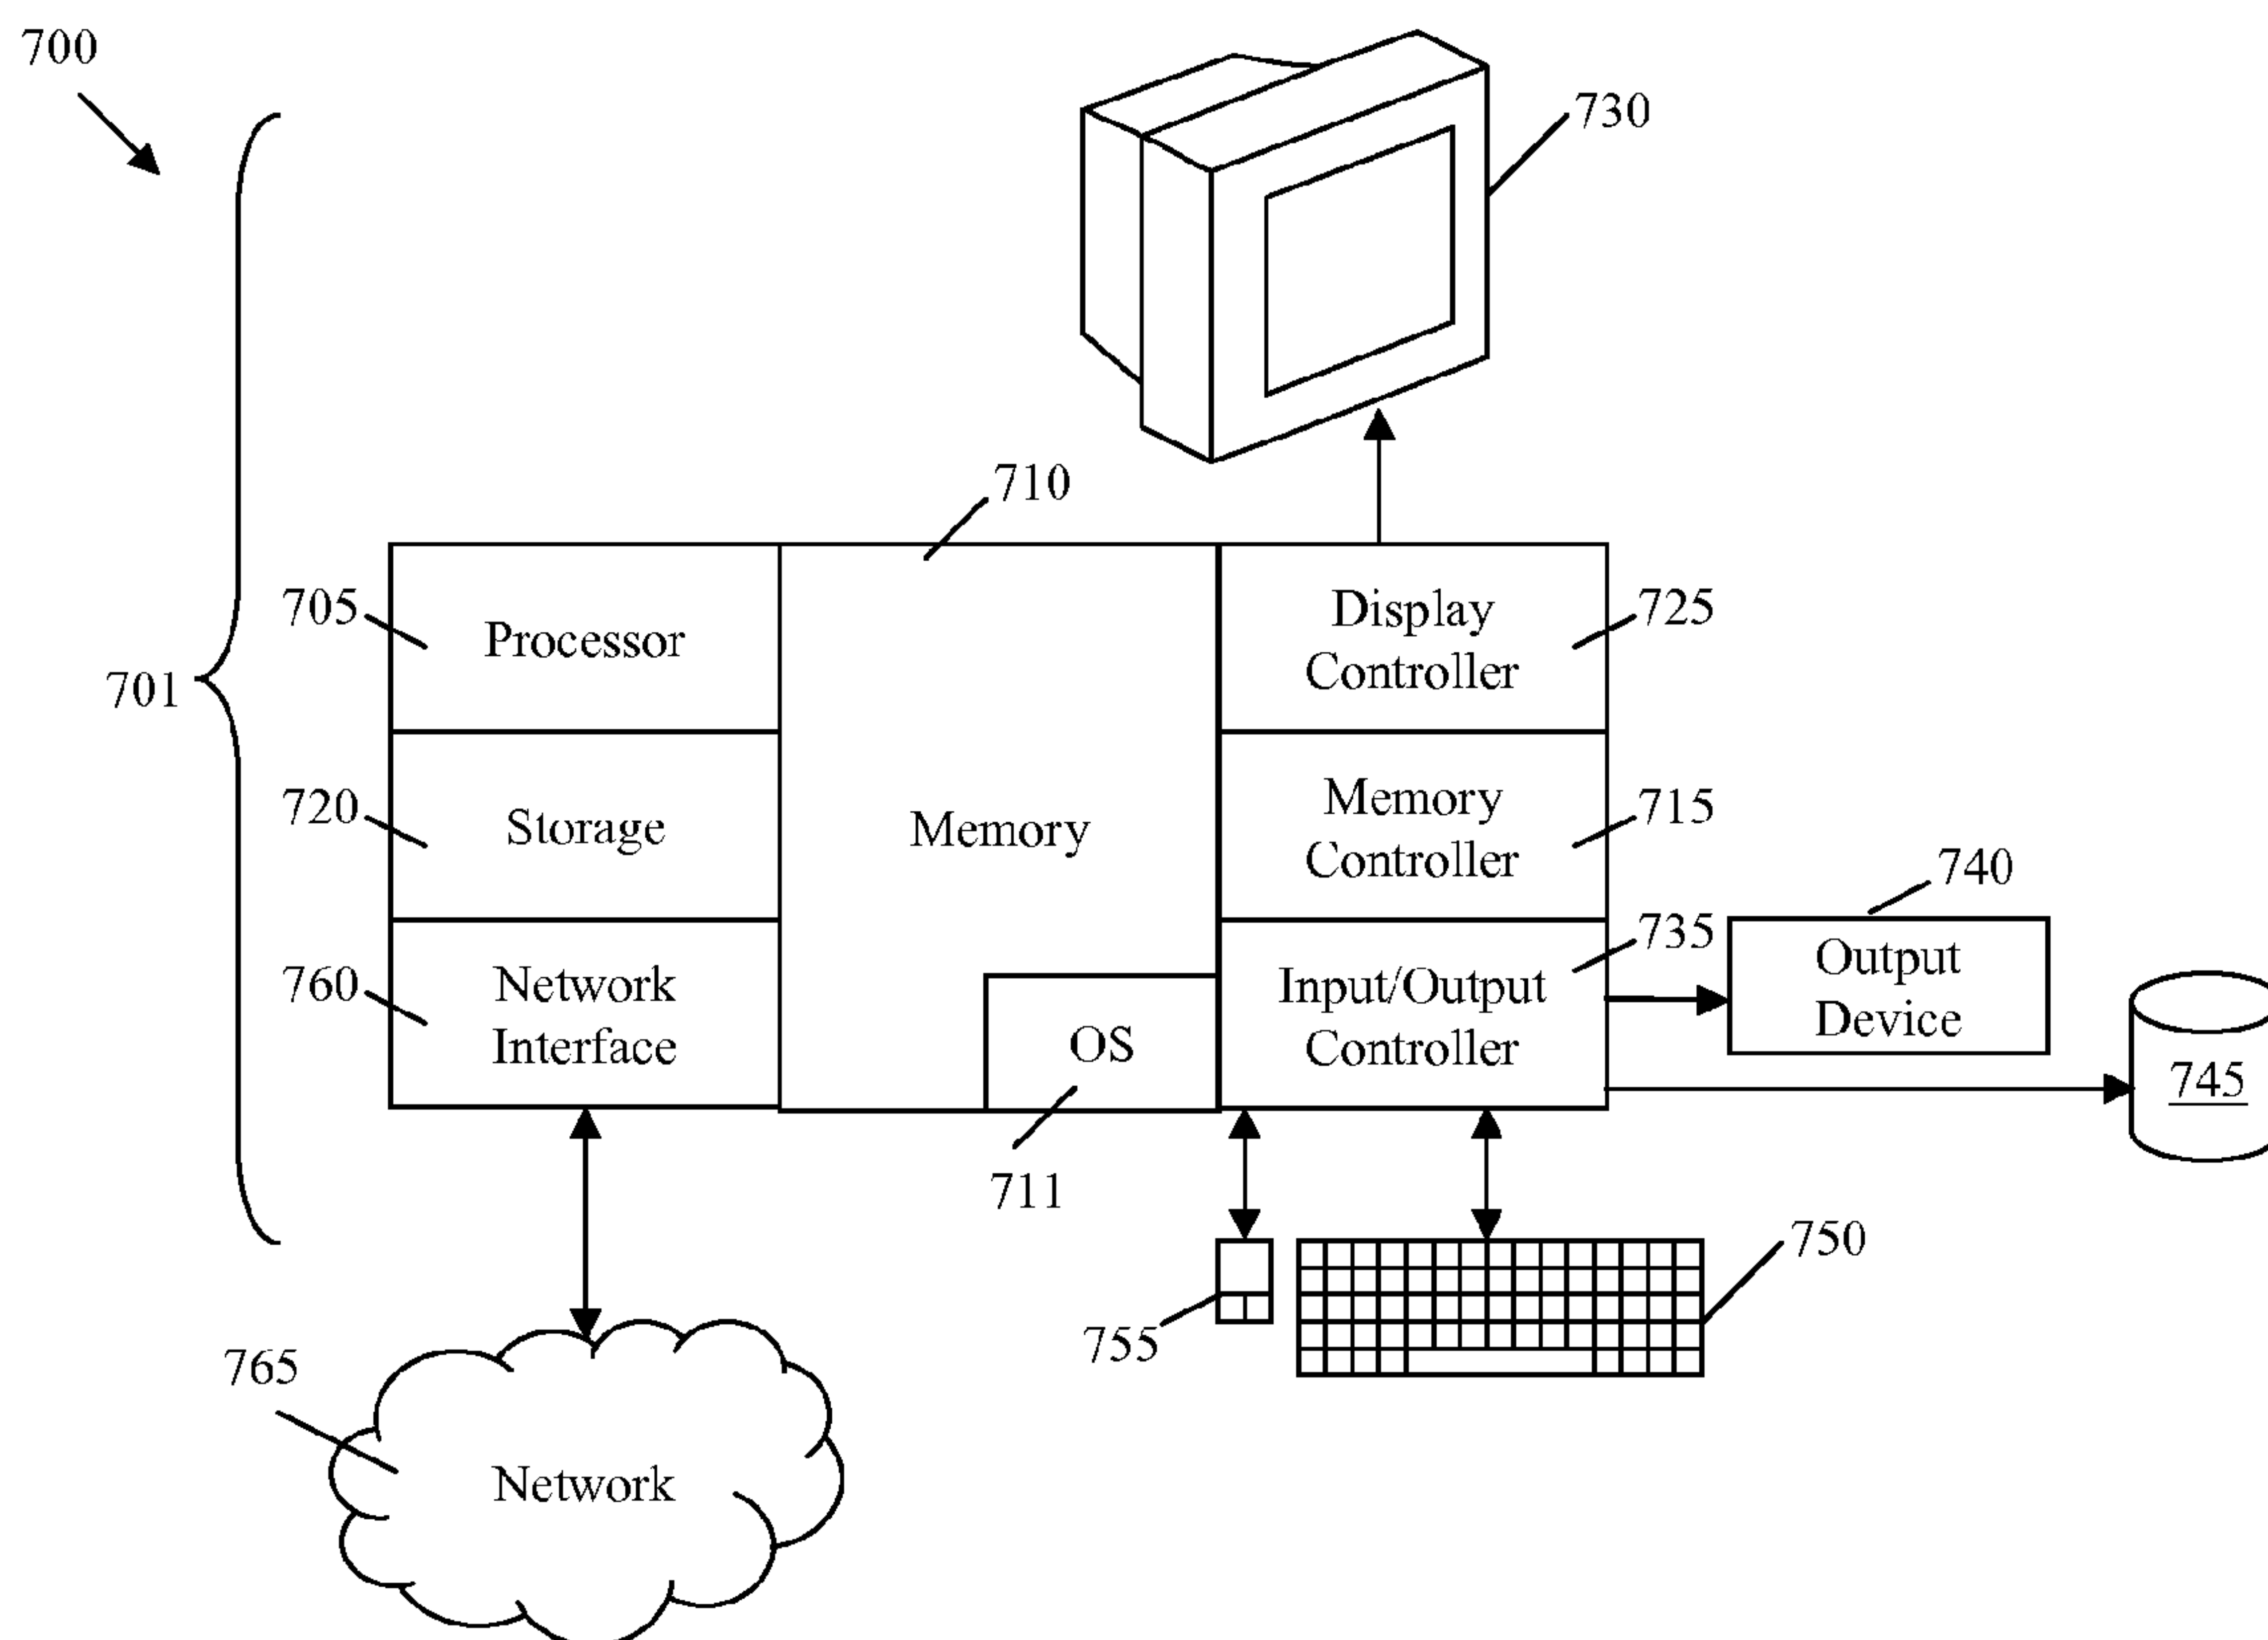 700
730
710
705
Processor
Display
Controller
725
701
720
Storage
Memory
Memory
Controller
715
740
735
760
Network
Interface
OS
Input/Output
Controller
Output
Device
745
711
750
755
765
Network